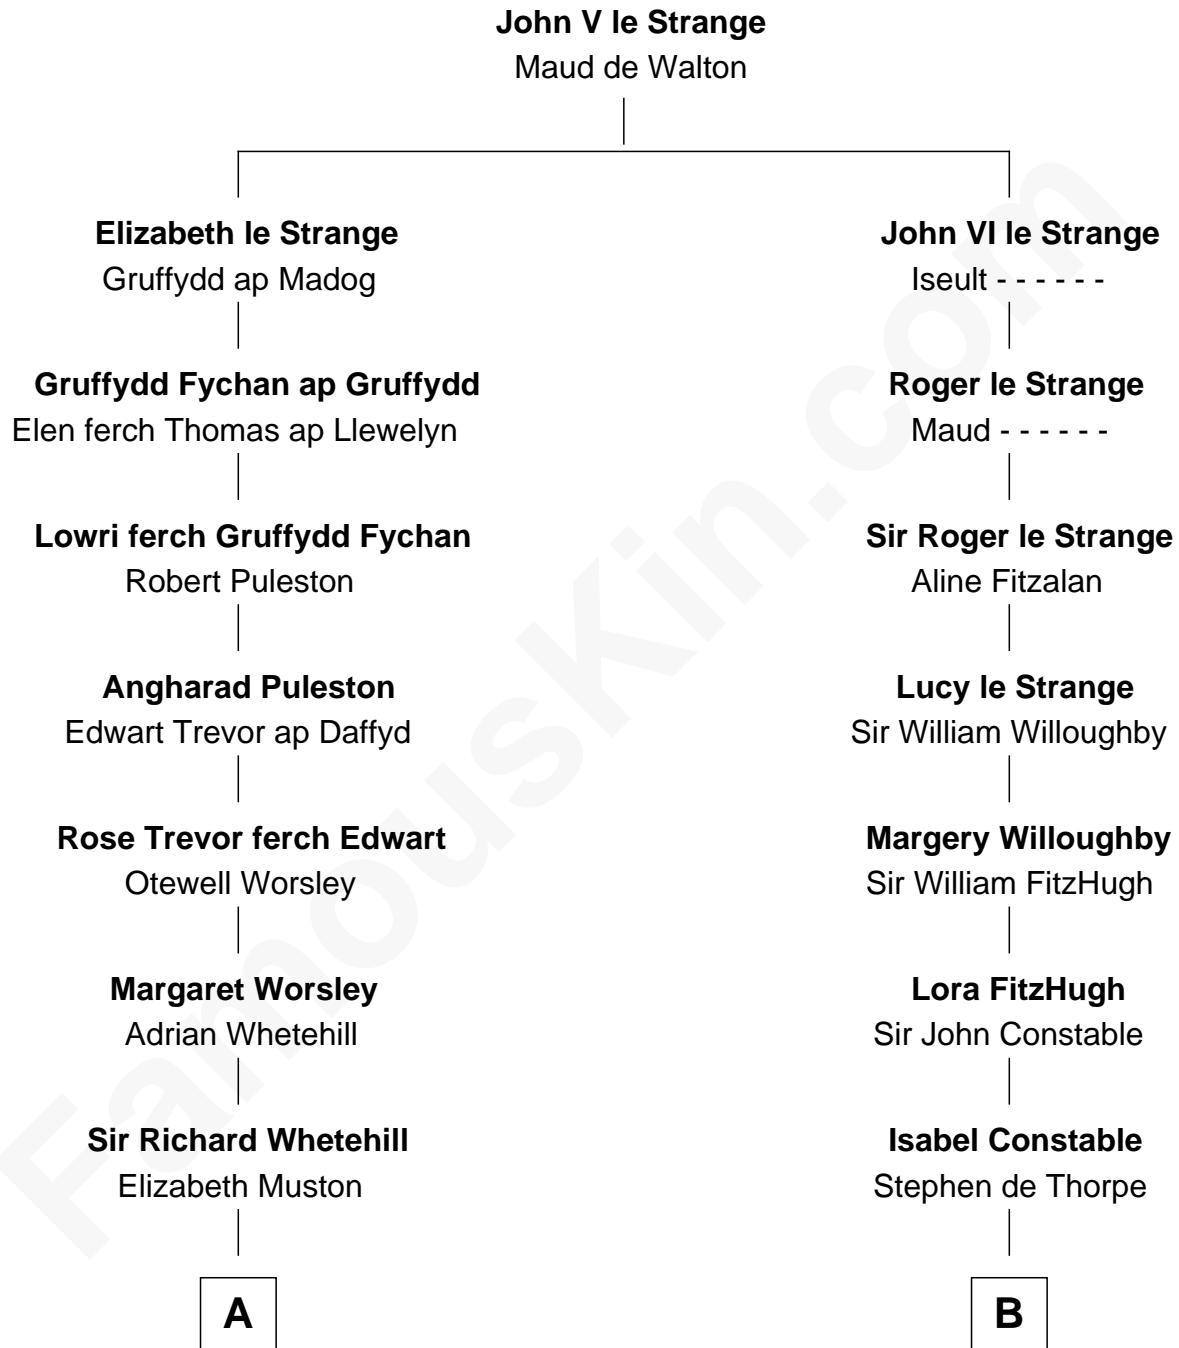 John V le Strange
Maud de Walton
Elizabeth le Strange
Gruffydd ap Madog
John VI le Strange
Iseult - - - - - -
Gruffydd Fychan ap Gruffydd
Elen ferch Thomas ap Llewelyn
Roger le Strange
Maud - - - - - -
Lowri ferch Gruffydd Fychan
Robert Puleston
Sir Roger le Strange
Aline Fitzalan
Angharad Puleston
Edwart Trevor ap Daffyd
Lucy le Strange
Sir William Willoughby
Rose Trevor ferch Edwart
Otewell Worsley
Margery Willoughby
Sir William FitzHugh
Margaret Worsley
Adrian Whetehill
Lora FitzHugh
Sir John Constable
Sir Richard Whetehill
Elizabeth Muston
Isabel Constable
Stephen de Thorpe
A
B
FamousKin.com